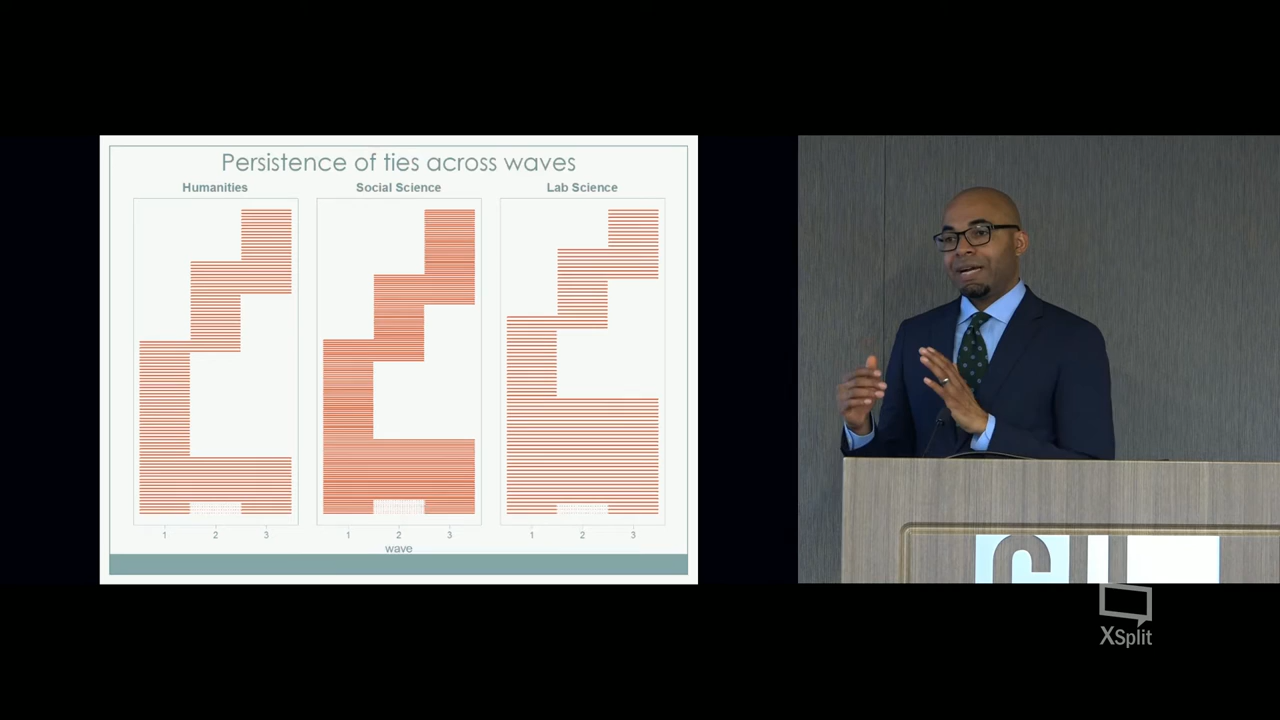 Persistence of ties across waves
Humanities Social Science Lab Science
1 2 3 1 2 3 1 2 3
wave
XSplit